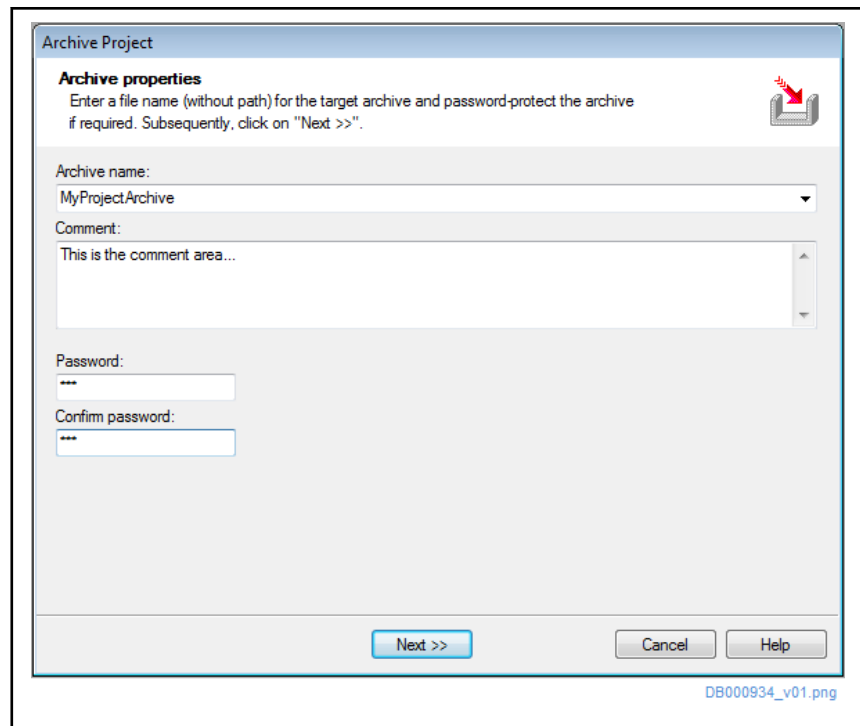 Archive Project
Archive properties
Enter a file name (without path) for the target archive and password-protect the archive
if required. Subsequently, click on "Next >>".
Archive name:
MyProjectArchive
Comment:
This is the comment area...
Password:
***
Confirm password:
***
Next >>
Cancel
Help
DB000934_v01.png